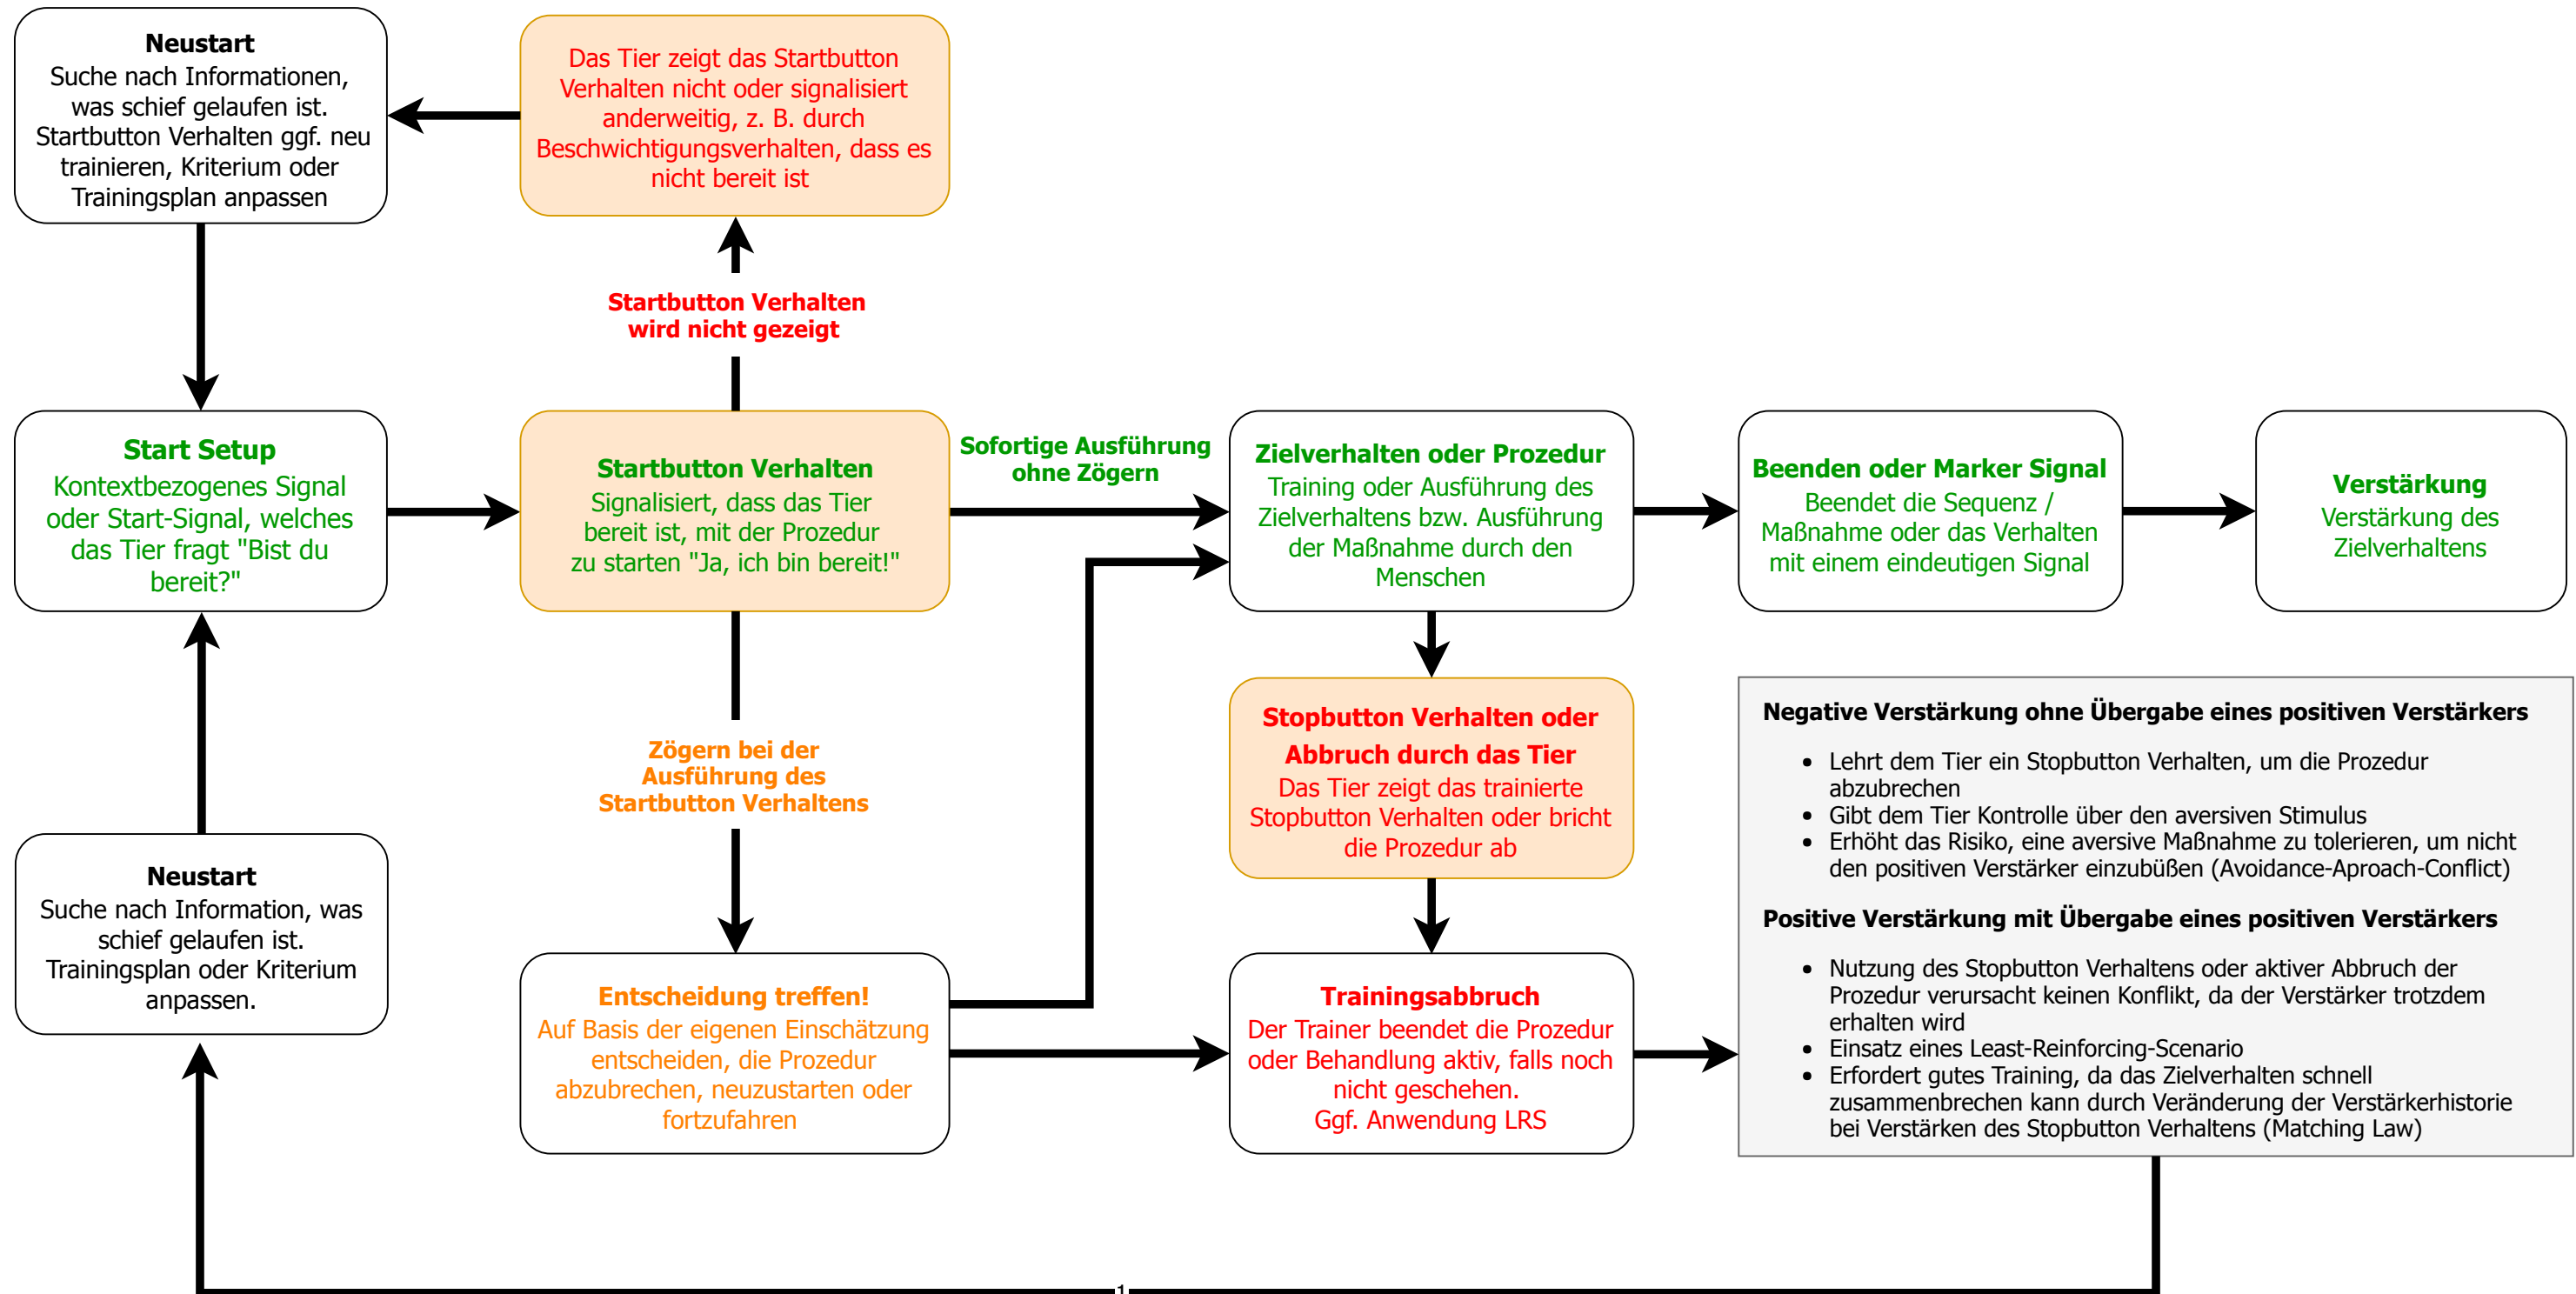 Neustart
Suche nach Informationen,
was schief gelaufen ist.
Startbutton Verhalten ggf. neu
trainieren, Kriterium oder
Trainingsplan anpassen
Das Tier zeigt das Startbutton
Verhalten nicht oder signalisiert
anderweitig, z. B. durch
Beschwichtigungsverhalten, dass es
nicht bereit ist
Startbutton Verhalten
wird nicht gezeigt
Start Setup
Kontextbezogenes Signal
oder Start-Signal, welches
das Tier fragt "Bist du
bereit?"
Startbutton Verhalten
Signalisiert, dass das Tier
bereit ist, mit der Prozedur
zu starten "Ja, ich bin bereit!"
Sofortige Ausführung
ohne Zögern
Zielverhalten oder Prozedur
Training oder Ausführung des
Zielverhaltens bzw. Ausführung
der Maßnahme durch den
Menschen
Beenden oder Marker Signal
Beendet die Sequenz /
Maßnahme oder das Verhalten
mit einem eindeutigen Signal
Verstärkung
Verstärkung des
Zielverhaltens
Zögern bei der
Ausführung des
Startbutton Verhaltens
Stopbutton Verhalten oder
Abbruch durch das Tier
Das Tier zeigt das trainierte
Stopbutton Verhalten oder bricht
die Prozedur ab
Neustart
Suche nach Information, was
schief gelaufen ist.
Trainingsplan oder Kriterium
anpassen.
Entscheidung treffen!
Auf Basis der eigenen Einschätzung
entscheiden, die Prozedur
abzubrechen, neuzustarten oder
fortzufahren
Trainingsabbruch
Der Trainer beendet die Prozedur
oder Behandlung aktiv, falls noch
nicht geschehen.
Ggf. Anwendung LRS
Negative Verstärkung ohne Übergabe eines positiven Verstärkers
• Lehrt dem Tier ein Stopbutton Verhalten, um die Prozedur
abzubrechen
• Gibt dem Tier Kontrolle über den aversiven Stimulus
• Erhöht das Risiko, eine aversive Maßnahme zu tolerieren, um nicht
den positiven Verstärker einzubüßen (Avoidance-Aproach-Conflict)
Positive Verstärkung mit Übergabe eines positiven Verstärkers
• Nutzung des Stopbutton Verhaltens oder aktiver Abbruch der
Prozedur verursacht keinen Konflikt, da der Verstärker trotzdem
erhalten wird
• Einsatz eines Least-Reinforcing-Scenario
• Erfordert gutes Training, da das Zielverhalten schnell
zusammenbrechen kann durch Veränderung der Verstärkerhistorie
bei Verstärken des Stopbutton Verhaltens (Matching Law)
1